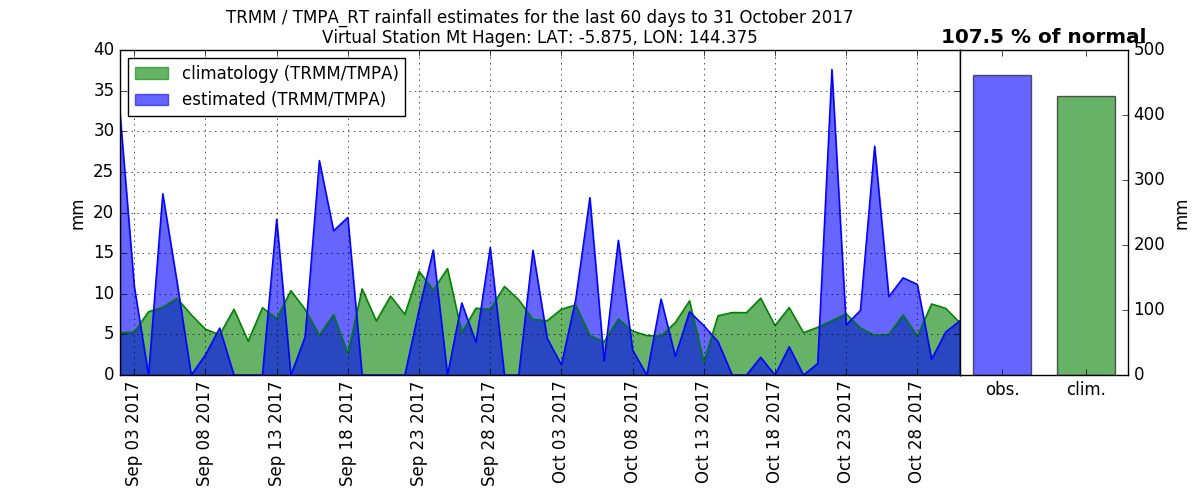 TRMM / TMPA_RT rainfall estimates for the last 60 days to 31 October 2017
Virtual Station Mt Hagen: LAT: -5.875, LON: 144.375
107.5 % of normal
climatology (TRMM/TMPA)
estimated (TRMM/TMPA)
mm
40
35
30
25
20
15
10
5
0
Sep 03 2017
Sep 08 2017
Sep 13 2017
Sep 18 2017
Sep 23 2017
Sep 28 2017
Oct 03 2017
Oct 08 2017
Oct 13 2017
Oct 18 2017
Oct 23 2017
Oct 28 2017
obs.
clim.
500
400
300
200
100
0
mm